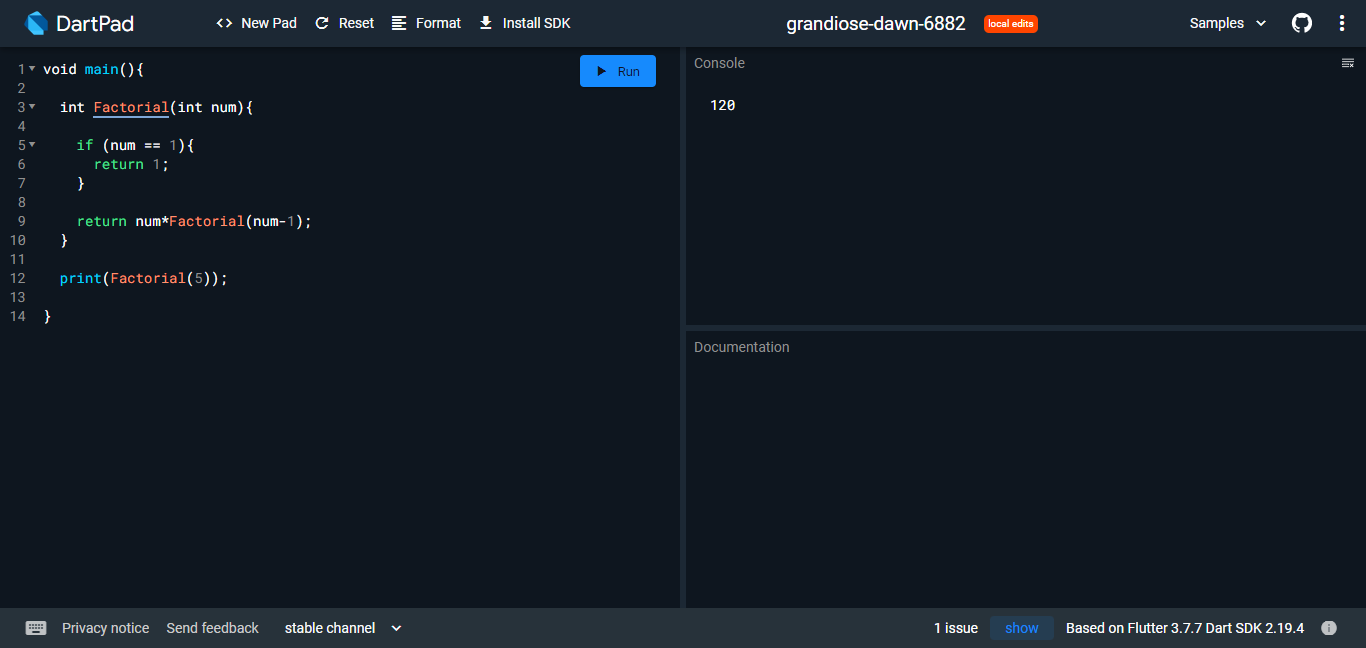 DartPad
<> New Pad Reset Format Install SDK
grandiose-dawn-6882 local edits
Samples
1 void main(){
2
3 int Factorial(int num){
4
5 if (num == 1){
6 return 1;
7 }
8
9 return num*Factorial(num-1);
10 }
11
12 print(Factorial(5));
13
14 }
Run
Console
120
Documentation
Privacy notice Send feedback stable channel
1 issue show Based on Flutter 3.7.7 Dart SDK 2.19.4